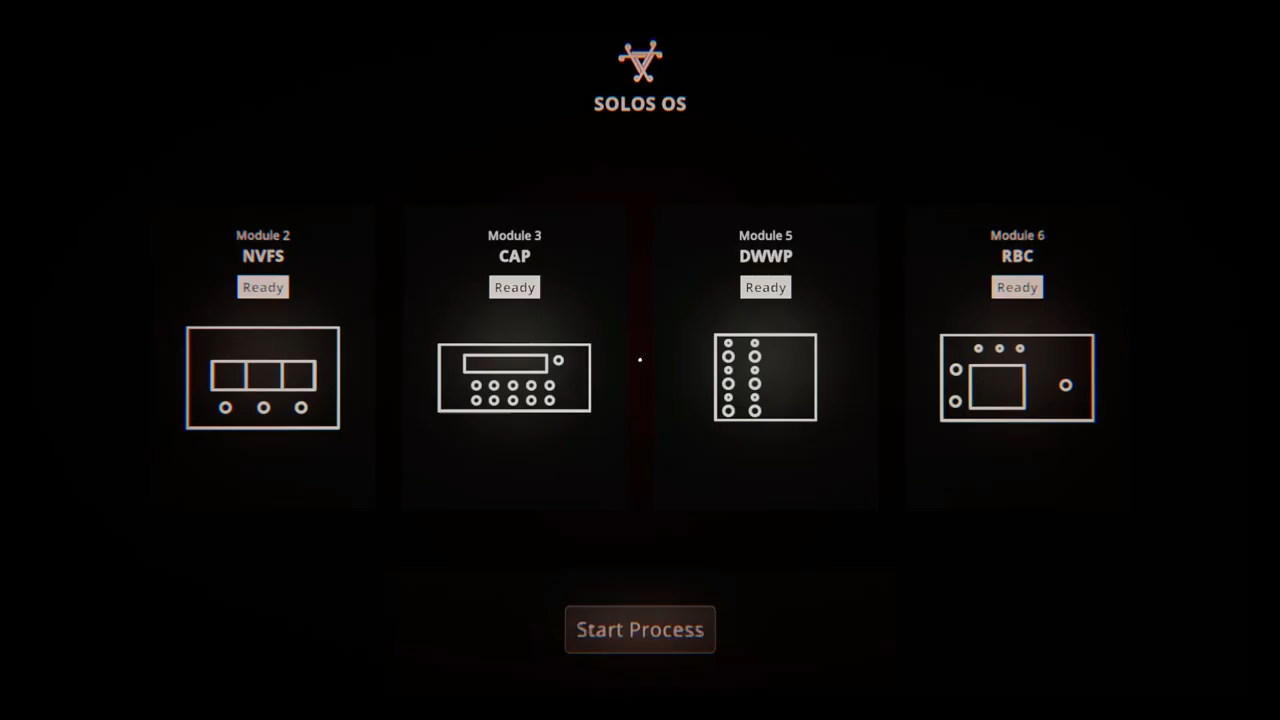 SOLOS OS
Module 2
NVFS
Ready
Module 3
CAP
Ready
Module 5
DWWP
Ready
Module 6
RBC
Ready
Start Process